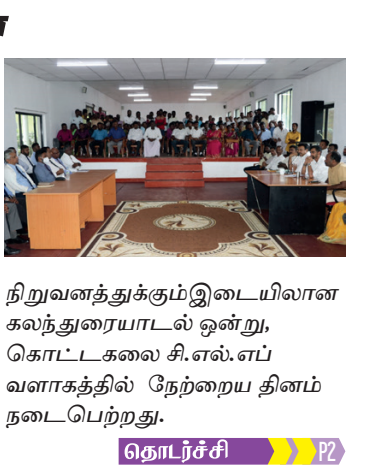 நிறுவனத்துக்கும்இடையிலான
கலந்துரையாடல் ஒன்று,
கொட்டகலை சி.எல்.எப்
வளாகத்தில் நேற்றைய தினம்
நடைபெற்றது.
தொடர்ச்சி P2